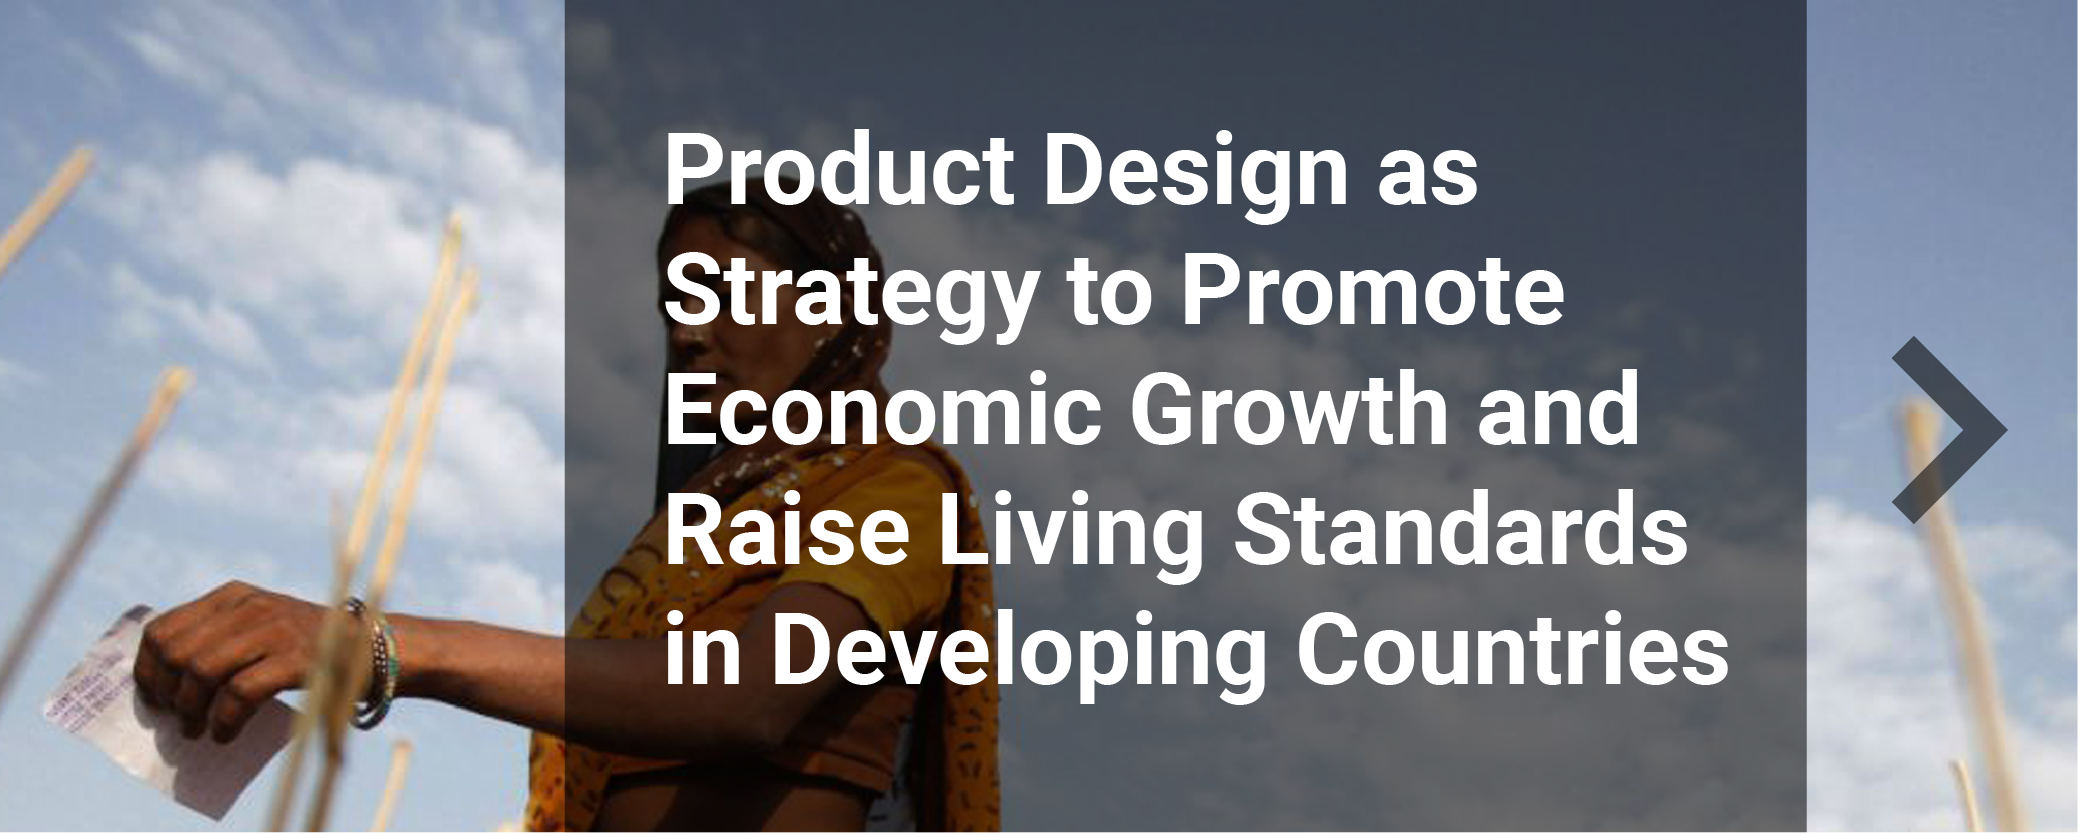 Product Design as
Strategy to Promote
Economic Growth and
Raise Living Standards
in Developing Countries